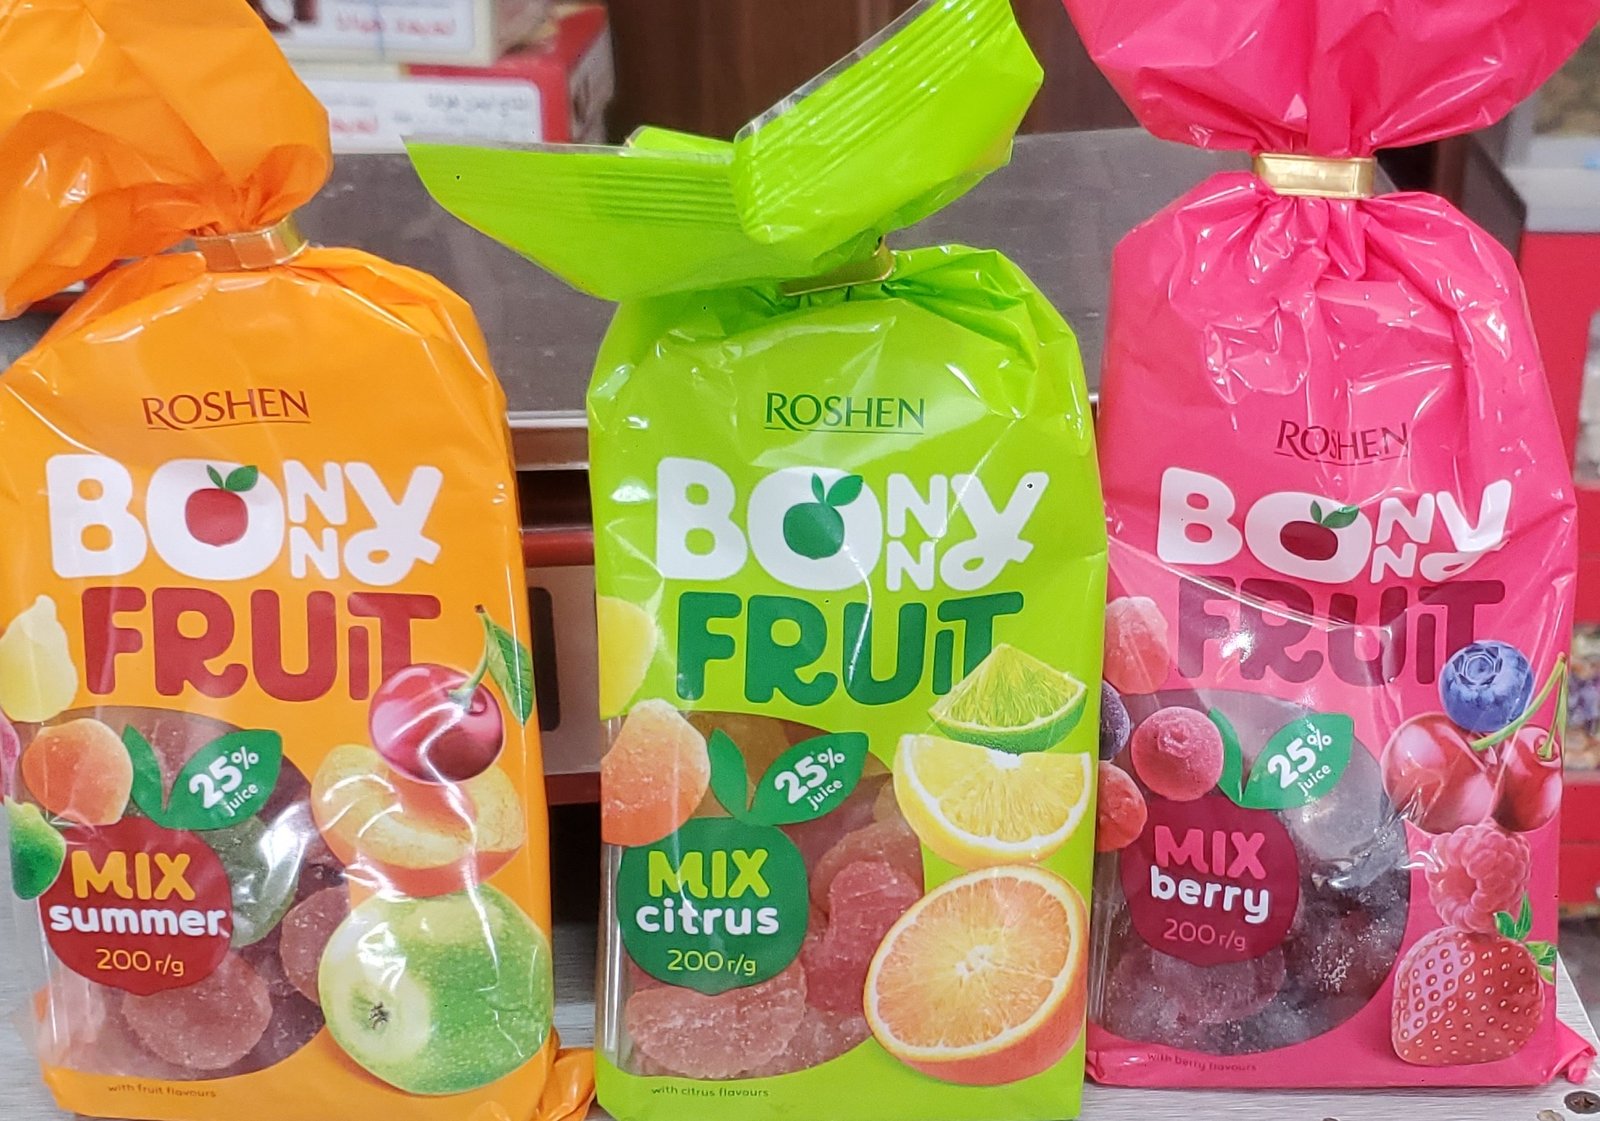 ROSHEN
BONNY
FRUIT
25%
juice
MIX
summer
200 г/g
with fruit flavours
ROSHEN
BONNY
FRUIT
25%
juice
MIX
citrus
200 г/g
with citrus flavours
ROSHEN
BONNY
FRUIT
25%
juice
MIX
berry
200 г/g
with berry flavours